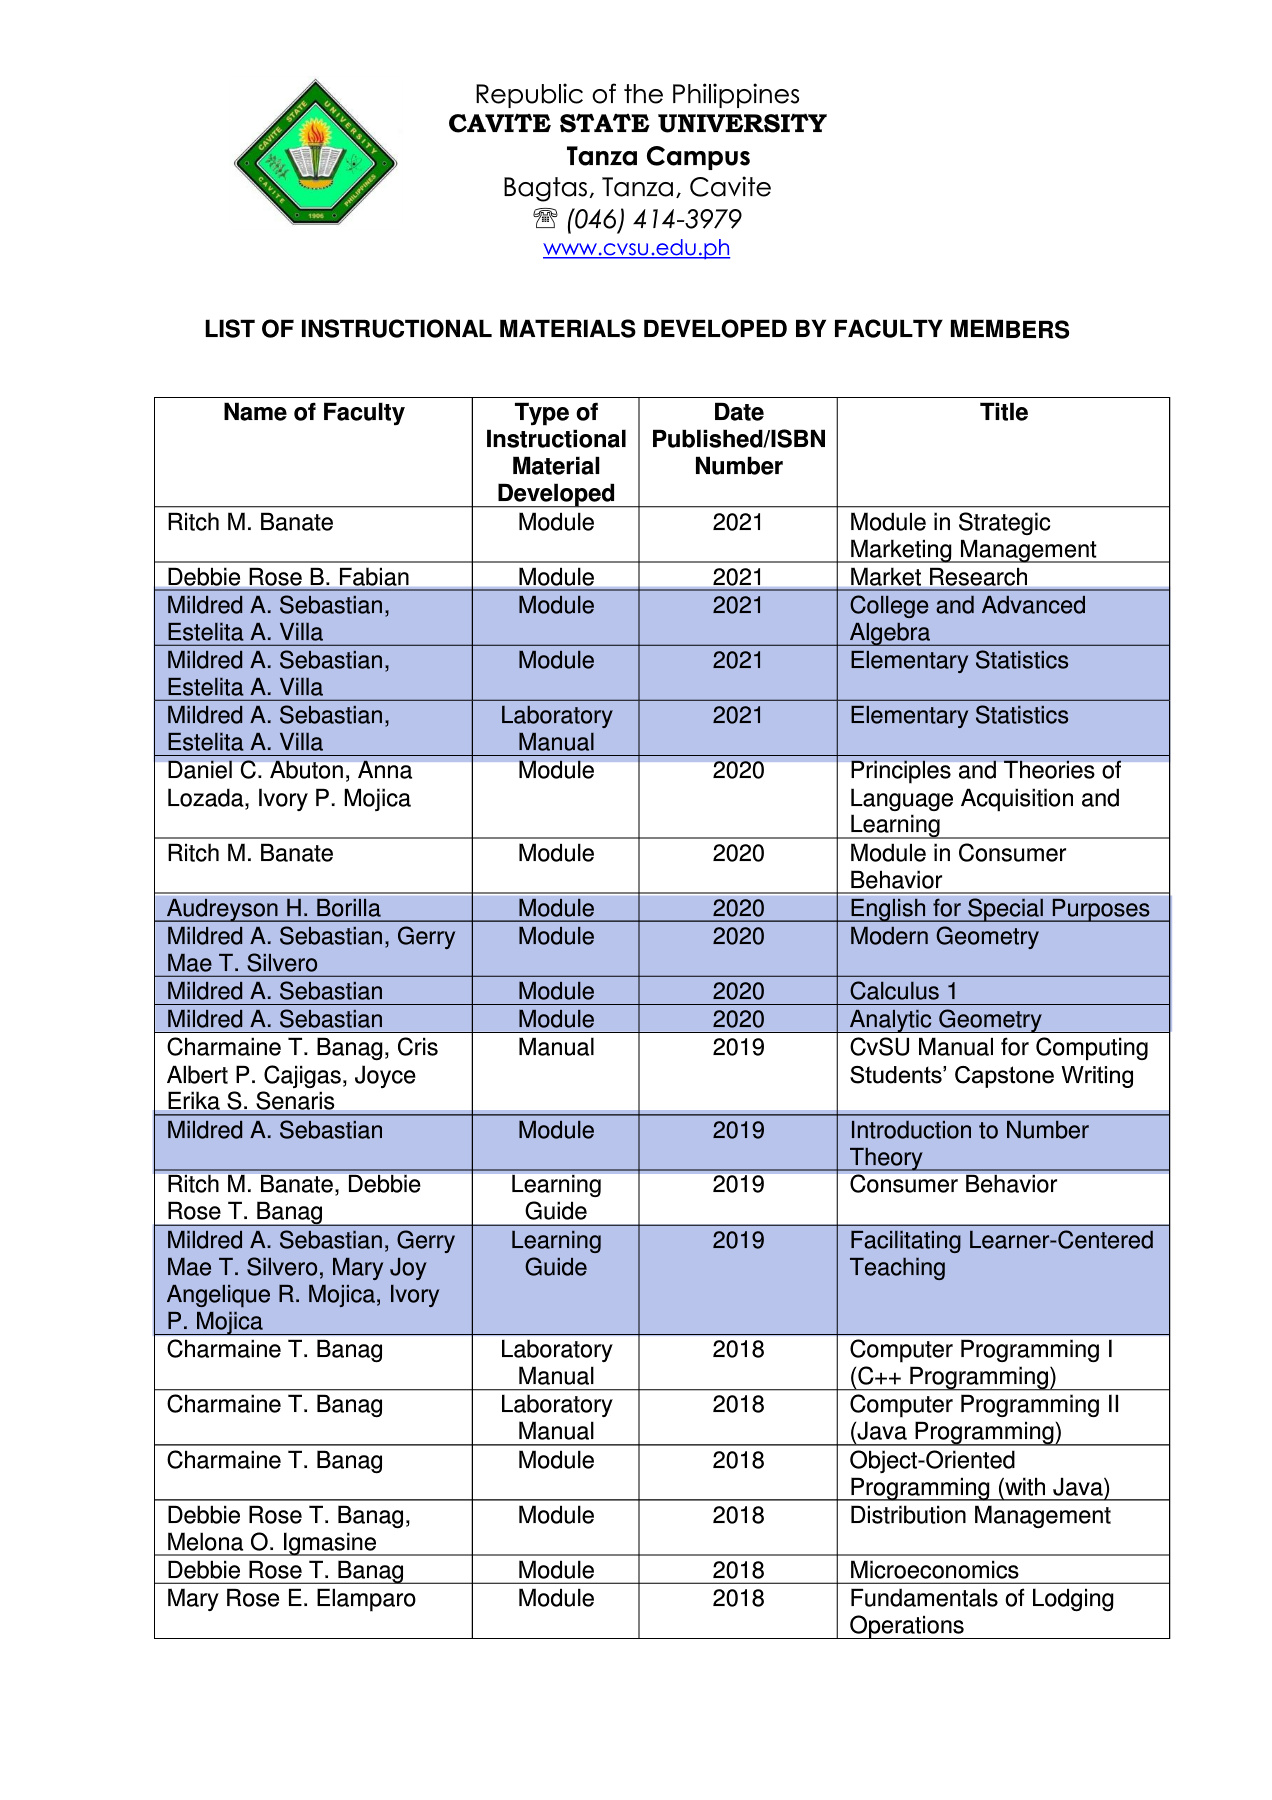 CAVITE STATE UNIVERSITY
CAVITE
PHILIPPINES
1906
Republic of the Philippines
CAVITE STATE UNIVERSITY
Tanza Campus
Bagtas, Tanza, Cavite
☏ (046) 414-3979
www.cvsu.edu.ph
LIST OF INSTRUCTIONAL MATERIALS DEVELOPED BY FACULTY MEMBERS
Name of Faculty
Type of
Instructional
Material
Developed
Date
Published/ISBN
Number
Title
Ritch M. Banate
Module
2021
Module in Strategic
Marketing Management
Debbie Rose B. Fabian
Module
2021
Market Research
Mildred A. Sebastian,
Estelita A. Villa
Module
2021
College and Advanced
Algebra
Mildred A. Sebastian,
Estelita A. Villa
Module
2021
Elementary Statistics
Mildred A. Sebastian,
Estelita A. Villa
Laboratory
Manual
2021
Elementary Statistics
Daniel C. Abuton, Anna
Lozada, Ivory P. Mojica
Module
2020
Principles and Theories of
Language Acquisition and
Learning
Ritch M. Banate
Module
2020
Module in Consumer
Behavior
Audreyson H. Borilla
Module
2020
English for Special Purposes
Mildred A. Sebastian, Gerry
Mae T. Silvero
Module
2020
Modern Geometry
Mildred A. Sebastian
Module
2020
Calculus 1
Mildred A. Sebastian
Module
2020
Analytic Geometry
Charmaine T. Banag, Cris
Albert P. Cajigas, Joyce
Erika S. Senaris
Manual
2019
CvSU Manual for Computing
Students’ Capstone Writing
Mildred A. Sebastian
Module
2019
Introduction to Number
Theory
Ritch M. Banate, Debbie
Rose T. Banag
Learning
Guide
2019
Consumer Behavior
Mildred A. Sebastian, Gerry
Mae T. Silvero, Mary Joy
Angelique R. Mojica, Ivory
P. Mojica
Learning
Guide
2019
Facilitating Learner-Centered
Teaching
Charmaine T. Banag
Laboratory
Manual
2018
Computer Programming I
(C++ Programming)
Charmaine T. Banag
Laboratory
Manual
2018
Computer Programming II
(Java Programming)
Charmaine T. Banag
Module
2018
Object-Oriented
Programming (with Java)
Debbie Rose T. Banag,
Melona O. Igmasine
Module
2018
Distribution Management
Debbie Rose T. Banag
Module
2018
Microeconomics
Mary Rose E. Elamparo
Module
2018
Fundamentals of Lodging
Operations